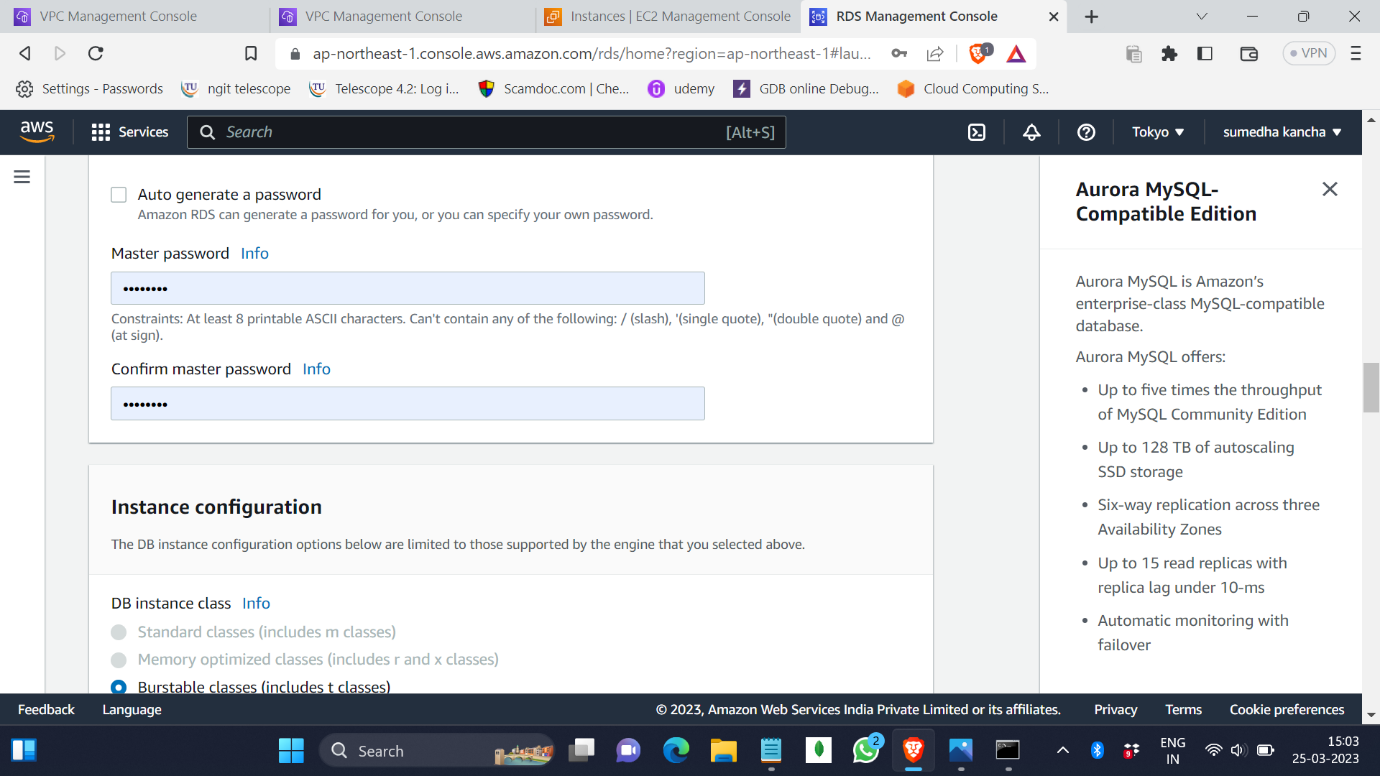 VPC Management Console
VPC Management Console
Instances | EC2 Management Console
RDS Management Console
ap-northeast-1.console.aws.amazon.com/rds/home?region=ap-northeast-1#lau...
1
VPN
Settings - Passwords
ngit telescope
Telescope 4.2: Log i...
Scamdoc.com | Che...
udemy
GDB online Debug...
Cloud Computing S...
aws
Services
Search
[Alt+S]
Tokyo
sumedha kancha
Auto generate a password
Amazon RDS can generate a password for you, or you can specify your own password.
Master password Info
••••••••
Constraints: At least 8 printable ASCII characters. Can't contain any of the following: / (slash), '(single quote), "(double quote) and @
(at sign).
Confirm master password Info
••••••••
Instance configuration
The DB instance configuration options below are limited to those supported by the engine that you selected above.
DB instance class Info
Standard classes (includes m classes)
Memory optimized classes (includes r and x classes)
Burstable classes (includes t classes)
Aurora MySQL-
Compatible Edition
Aurora MySQL is Amazon's
enterprise-class MySQL-compatible
database.
Aurora MySQL offers:
• Up to five times the throughput
of MySQL Community Edition
• Up to 128 TB of autoscaling
SSD storage
• Six-way replication across three
Availability Zones
• Up to 15 read replicas with
replica lag under 10-ms
• Automatic monitoring with
failover
Feedback
Language
© 2023, Amazon Web Services India Private Limited or its affiliates.
Privacy
Terms
Cookie preferences
Search
2
9
ENG
IN
15:03
25-03-2023